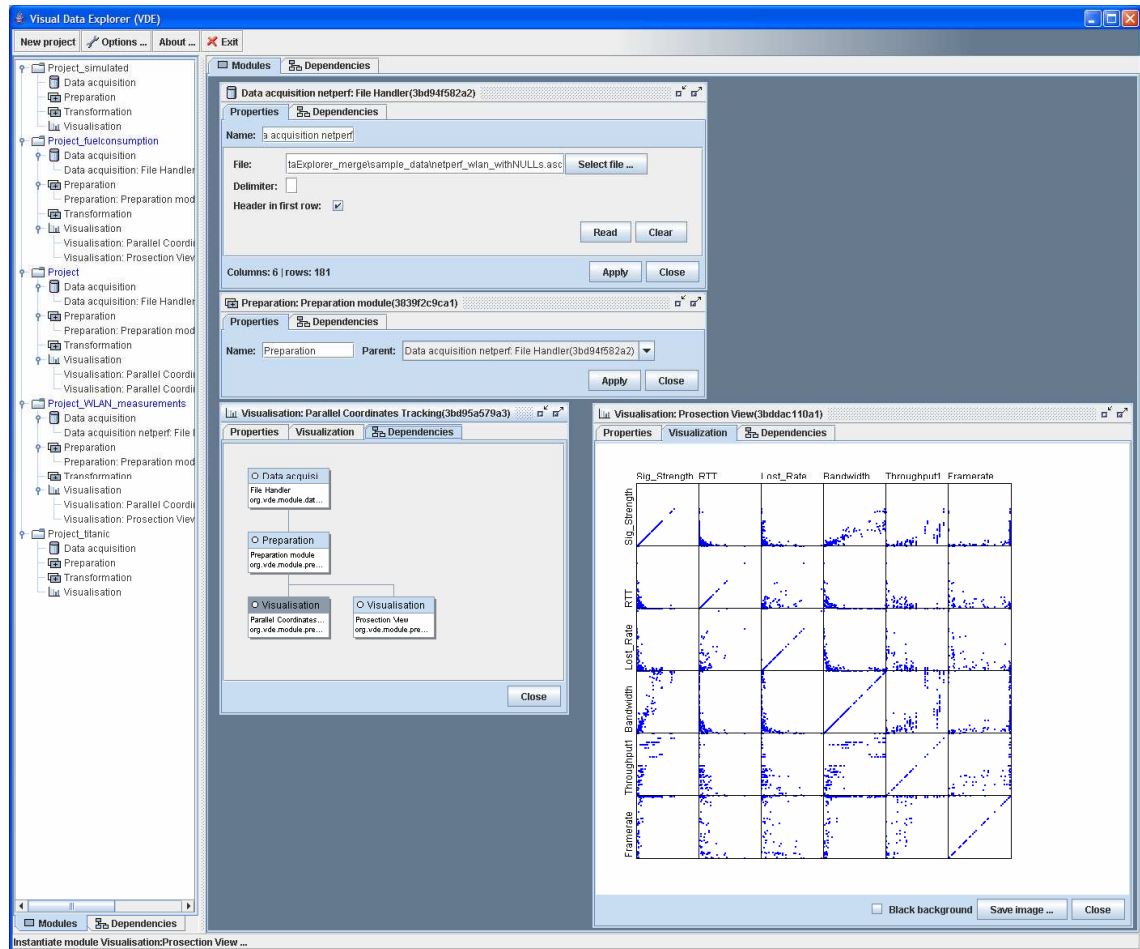 Visual Data Explorer (VDE)
New project Options ... About ... Exit
Project_simulated
Data acquisition
Preparation
Transformation
Visualisation
Project_fuelconsumption
Data acquisition
Data acquisition: File Handler
Preparation
Preparation: Preparation mod
Transformation
Visualisation
Visualisation: Parallel Coordi
Visualisation: Prosection View
Project
Data acquisition
Data acquisition: File Handler
Preparation
Preparation: Preparation mod
Transformation
Visualisation
Visualisation: Parallel Coordi
Visualisation: Parallel Coordi
Project_WLAN_measurements
Data acquisition
Data acquisition netperf: File I
Preparation
Preparation: Preparation mod
Transformation
Visualisation
Visualisation: Parallel Coordi
Visualisation: Prosection View
Project_titanic
Data acquisition
Preparation
Transformation
Visualisation
Modules Dependencies
Modules Dependencies
Data acquisition netperf: File Handler(3bd94f582a2)
Properties Dependencies
Name: a acquisition netperf
File: taExplorer_merge\sample_data\netperf_wlan_withNULLs.asc Select file ...
Delimiter:
Header in first row:
Read Clear
Columns: 6 | rows: 181 Apply Close
Preparation: Preparation module(3839f2c9ca1)
Properties Dependencies
Name: Preparation Parent: Data acquisition netperf: File Handler(3bd94f582a2)
Apply Close
Visualisation: Parallel Coordinates Tracking(3bd95a579a3)
Properties Visualization Dependencies
Data acquisi
File Handler
org.vde.module.dat...
Preparation
Preparation module
org.vde.module.pre...
Visualisation
Parallel Coordinates...
org.vde.module.pre...
Visualisation
Prosection View
org.vde.module.pre...
Close
Visualisation: Prosection View(3bddac110a1)
Properties Visualization Dependencies
Sig_Strength RTT Lost_Rate Bandwidth Throughput1 Framerate
Sig_Strength
RTT
Lost_Rate
Bandwidth
Throughput1
Framerate
Black background Save image ... Close
Instantiate module Visualisation:Prosection View ...